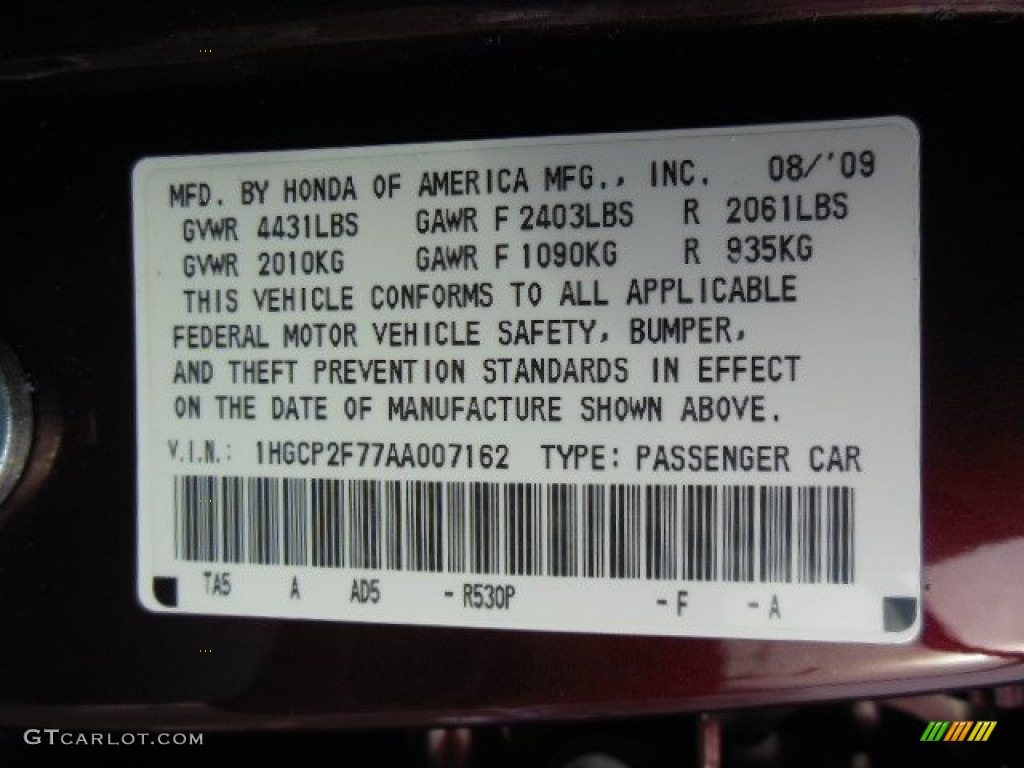 MFD. BY HONDA OF AMERICA MFG., INC. 08/'09
GVWR 4431LBS GAWR F 2403LBS R 2061LBS
GVWR 2010KG GAWR F 1090KG R 935KG
THIS VEHICLE CONFORMS TO ALL APPLICABLE
FEDERAL MOTOR VEHICLE SAFETY, BUMPER,
AND THEFT PREVENTION STANDARDS IN EFFECT
ON THE DATE OF MANUFACTURE SHOWN ABOVE.
V.I.N.: 1HGCP2F77AA007162 TYPE: PASSENGER CAR
TA5 A AD5 - R530P - F - A
GTCARLOT.COM